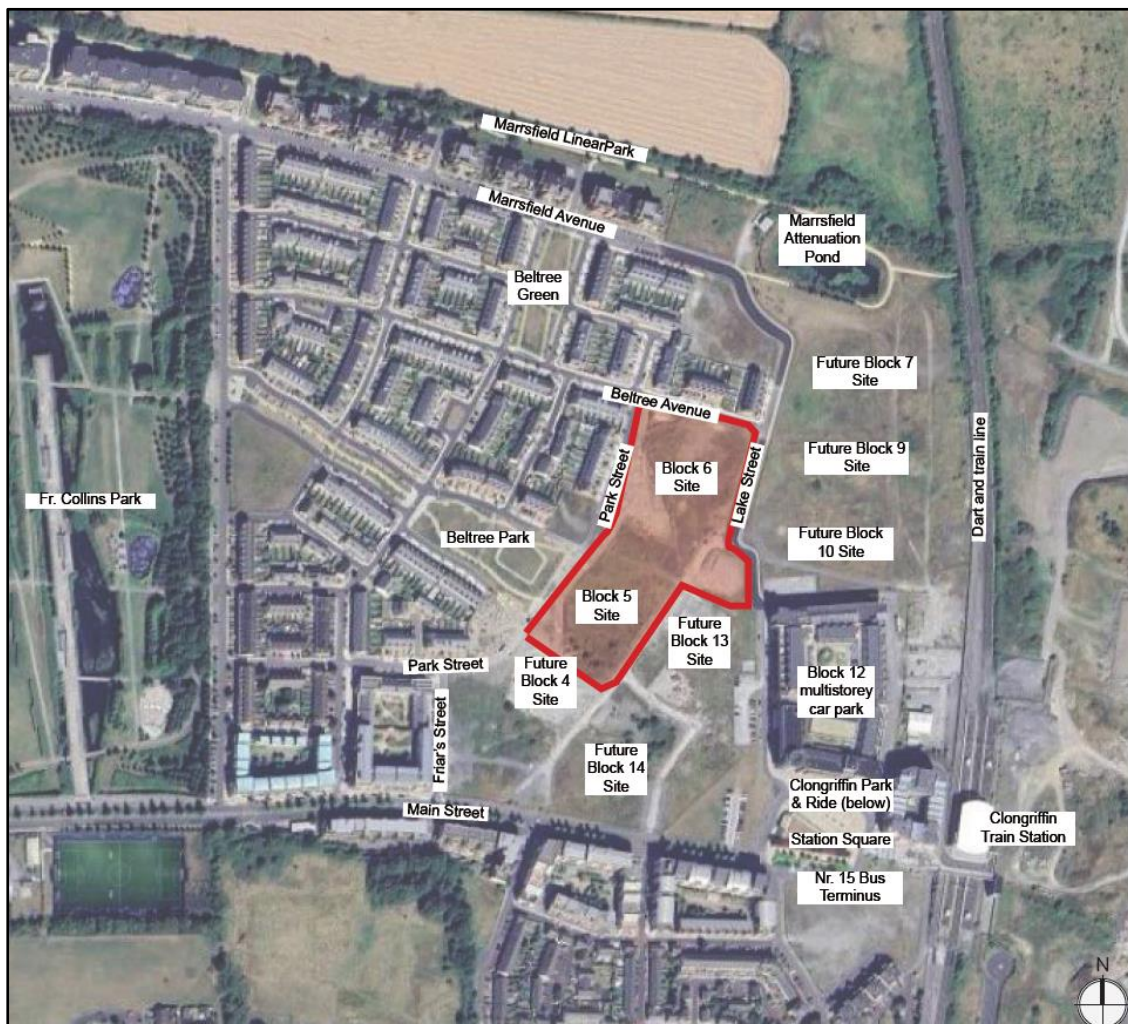 Marrsfield LinearPark
Marrsfield Avenue
Marrsfield
Attenuation
Pond
Beltree
Green
Future Block 7
Site
Beltree Avenue
Future Block 9
Site
Block 6
Site
Park Street
Lake Street
Dart and train line
Fr. Collins Park
Beltree Park
Future Block
10 Site
Block 5
Site
Future
Block 13
Site
Park Street
Future
Block 4
Site
Block 12
multistorey
car park
Friar's Street
Future
Block 14
Site
Main Street
Clongriffin Park
& Ride (below)
Clongriffin
Train Station
Station Square
Nr. 15 Bus
Terminus
N